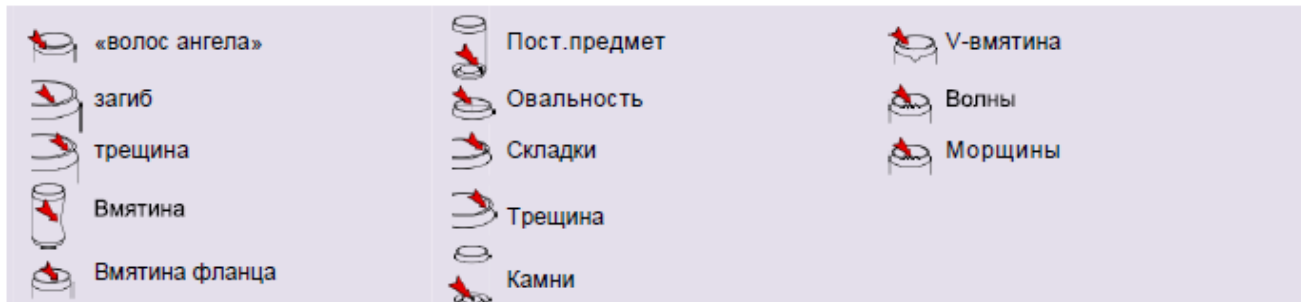 «волос ангела»
загиб
трещина
Вмятина
Вмятина фланца
Пост.предмет
Овальность
Складки
Трещина
Камни
V-вмятина
Волны
Морщины